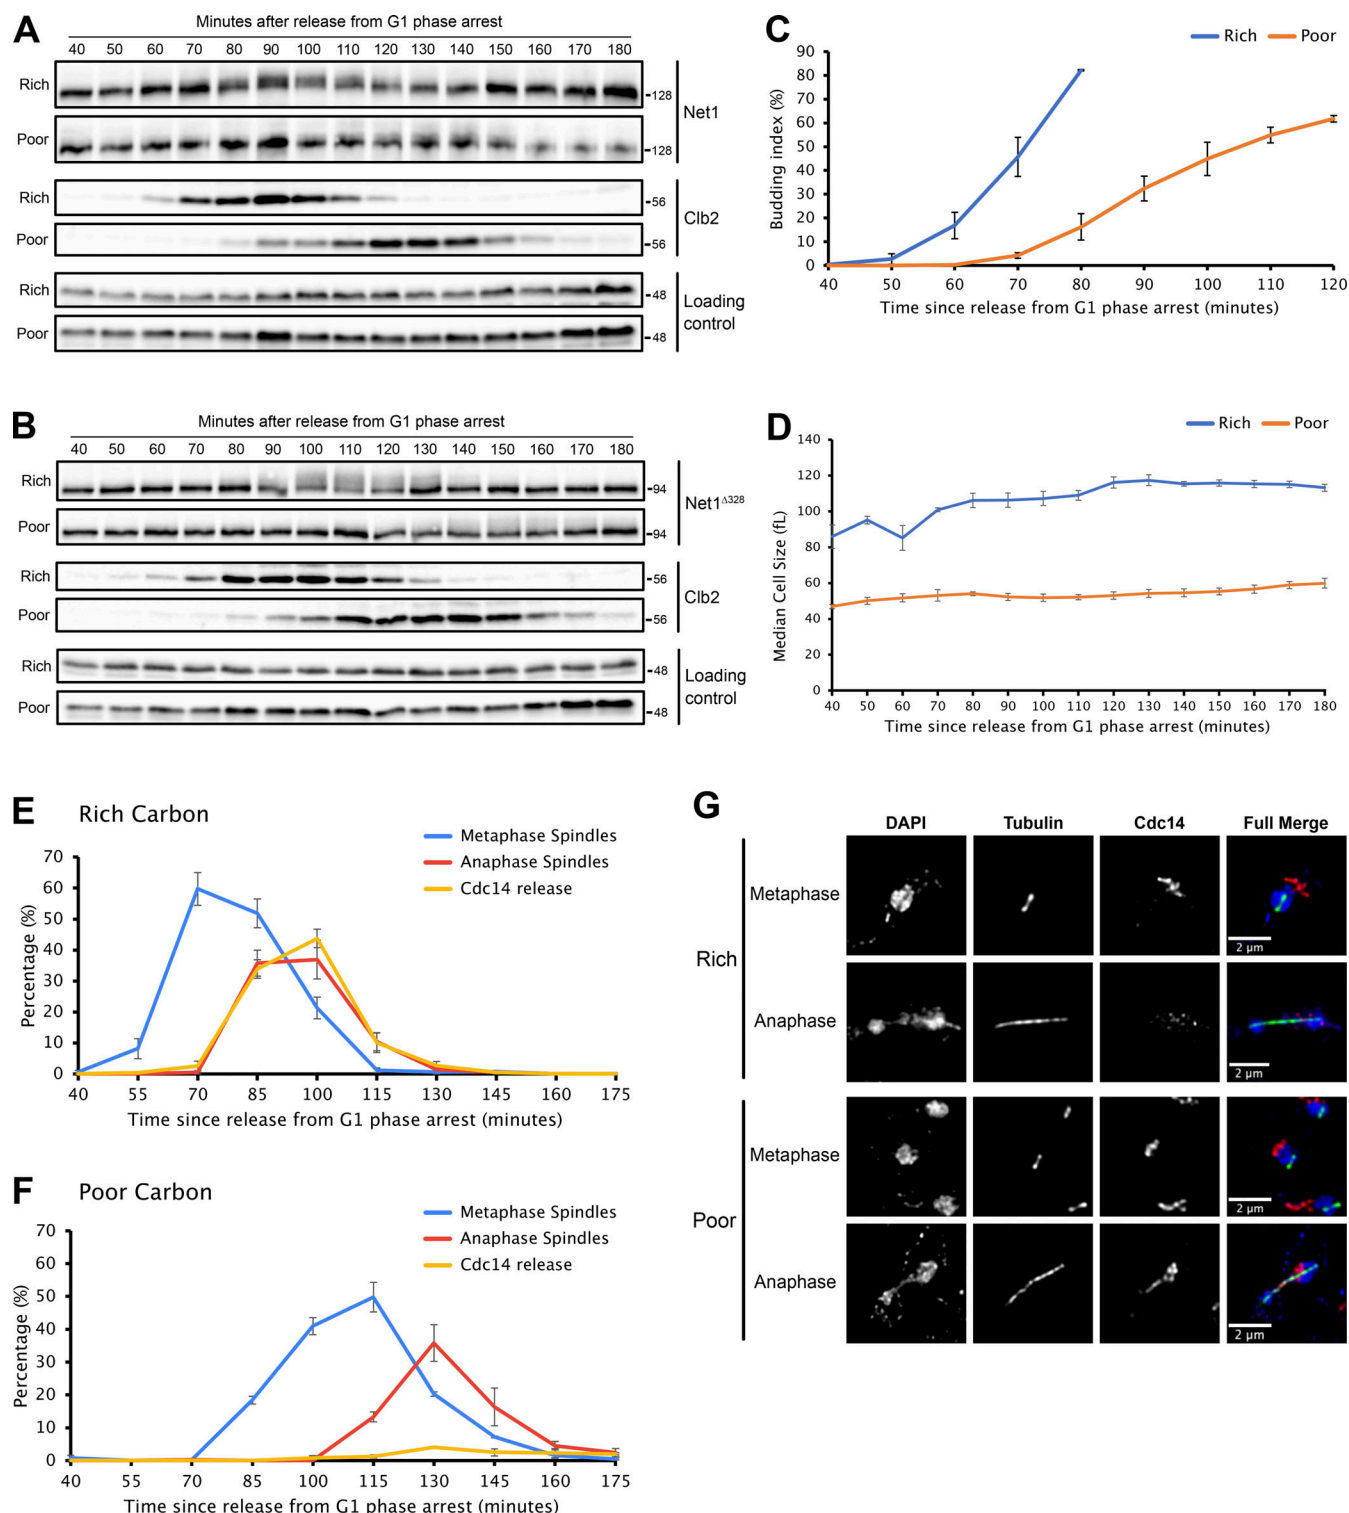 A
Minutes after release from G1 phase arrest
40 50 60 70 80 90 100 110 120 130 140 150 160 170 180
Rich
-128
Poor
-128
Net1
Rich
-56
Poor
-56
Clb2
Rich
-48
Poor
-48
Loading
control
B
Minutes after release from G1 phase arrest
40 50 60 70 80 90 100 110 120 130 140 150 160 170 180
Rich
-94
Poor
-94
Net1Δ328
Rich
-56
Poor
-56
Clb2
Rich
-48
Poor
-48
Loading
control
C
Rich Poor
Budding index (%)
90
80
70
60
50
40
30
20
10
0
40 50 60 70 80 90 100 110 120
Time since release from G1 phase arrest (minutes)
D
Rich Poor
Median Cell Size (fL)
140
120
100
80
60
40
20
0
40 50 60 70 80 90 100 110 120 130 140 150 160 170 180
Time since release from G1 phase arrest (minutes)
E
Rich Carbon
Metaphase Spindles
Anaphase Spindles
Cdc14 release
Percentage (%)
70
60
50
40
30
20
10
0
40 55 70 85 100 115 130 145 160 175
Time since release from G1 phase arrest (minutes)
F
Poor Carbon
Metaphase Spindles
Anaphase Spindles
Cdc14 release
Percentage (%)
70
60
50
40
30
20
10
0
40 55 70 85 100 115 130 145 160 175
Time since release from G1 phase arrest (minutes)
G
DAPI Tubulin Cdc14 Full Merge
Rich
Metaphase
2 µm
Anaphase
2 µm
Poor
Metaphase
2 µm
Anaphase
2 µm